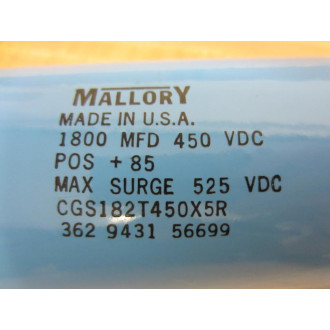 MALLORY
MADE IN U.S.A.
1800 MFD 450 VDC
POS + 85
MAX SURGE 525 VDC
CGS182T450X5R
362 9431 56699